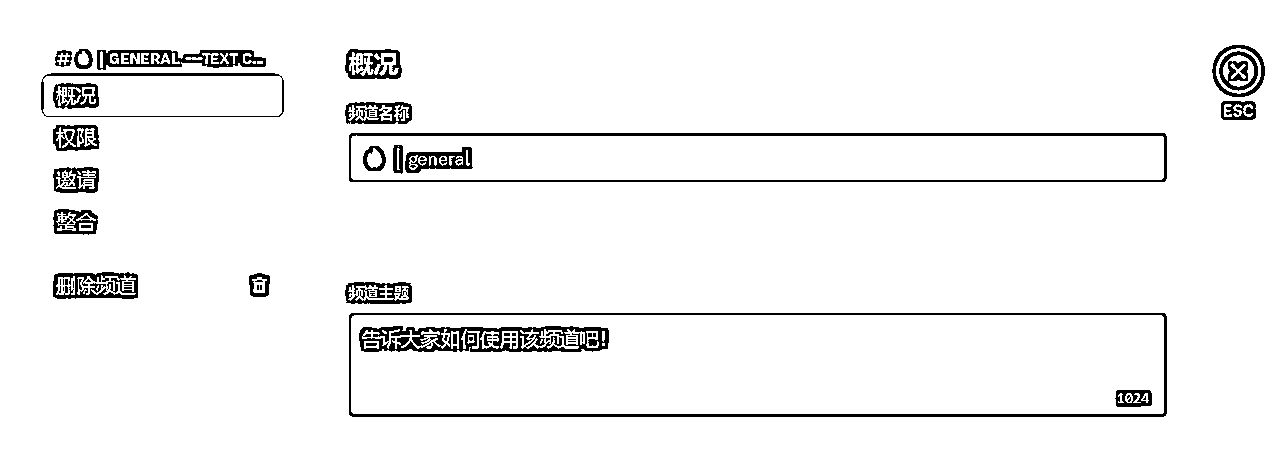 # | GENERAL — TEXT C...
概况
权限
邀请
整合
删除频道
概况
频道名称
| general
频道主题
告诉大家如何使用该频道吧!
1024
ESC